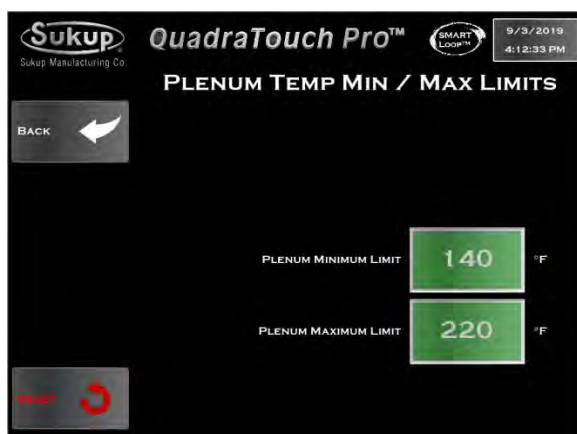 Sukup
Sukup Manufacturing Co.
QuadraTouch Pro™
SMART
LOOP™
9/3/2019
4:12:33 PM
PLENUM TEMP MIN / MAX LIMITS
BACK
PLENUM MINIMUM LIMIT 140 °F
PLENUM MAXIMUM LIMIT 220 °F
RESET